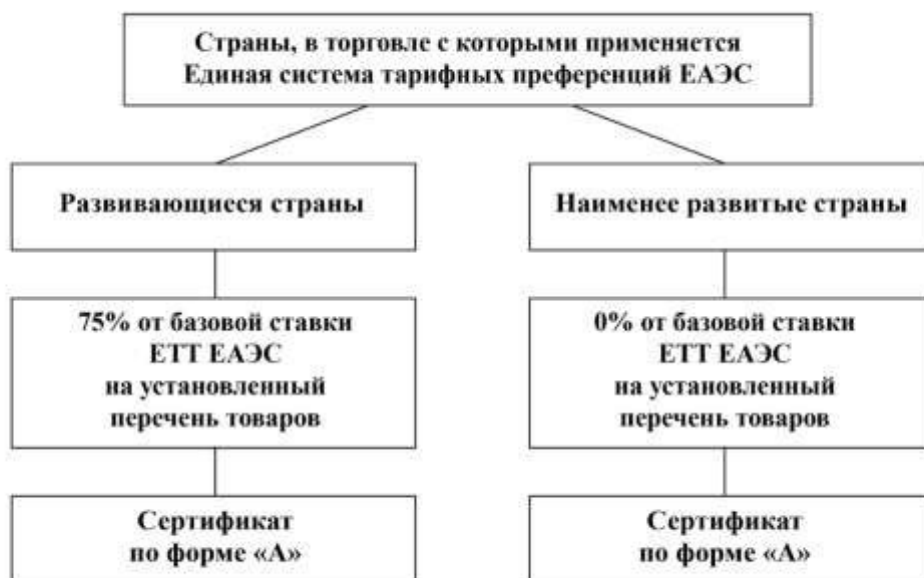 Страны, в торговле с которыми применяется
Единая система тарифных преференций ЕАЭС
Развивающиеся страны
Наименее развитые страны
75% от базовой ставки
ЕТТ ЕАЭС
на установленный
перечень товаров
0% от базовой ставки
ЕТТ ЕАЭС
на установленный
перечень товаров
Сертификат
по форме «А»
Сертификат
по форме «А»